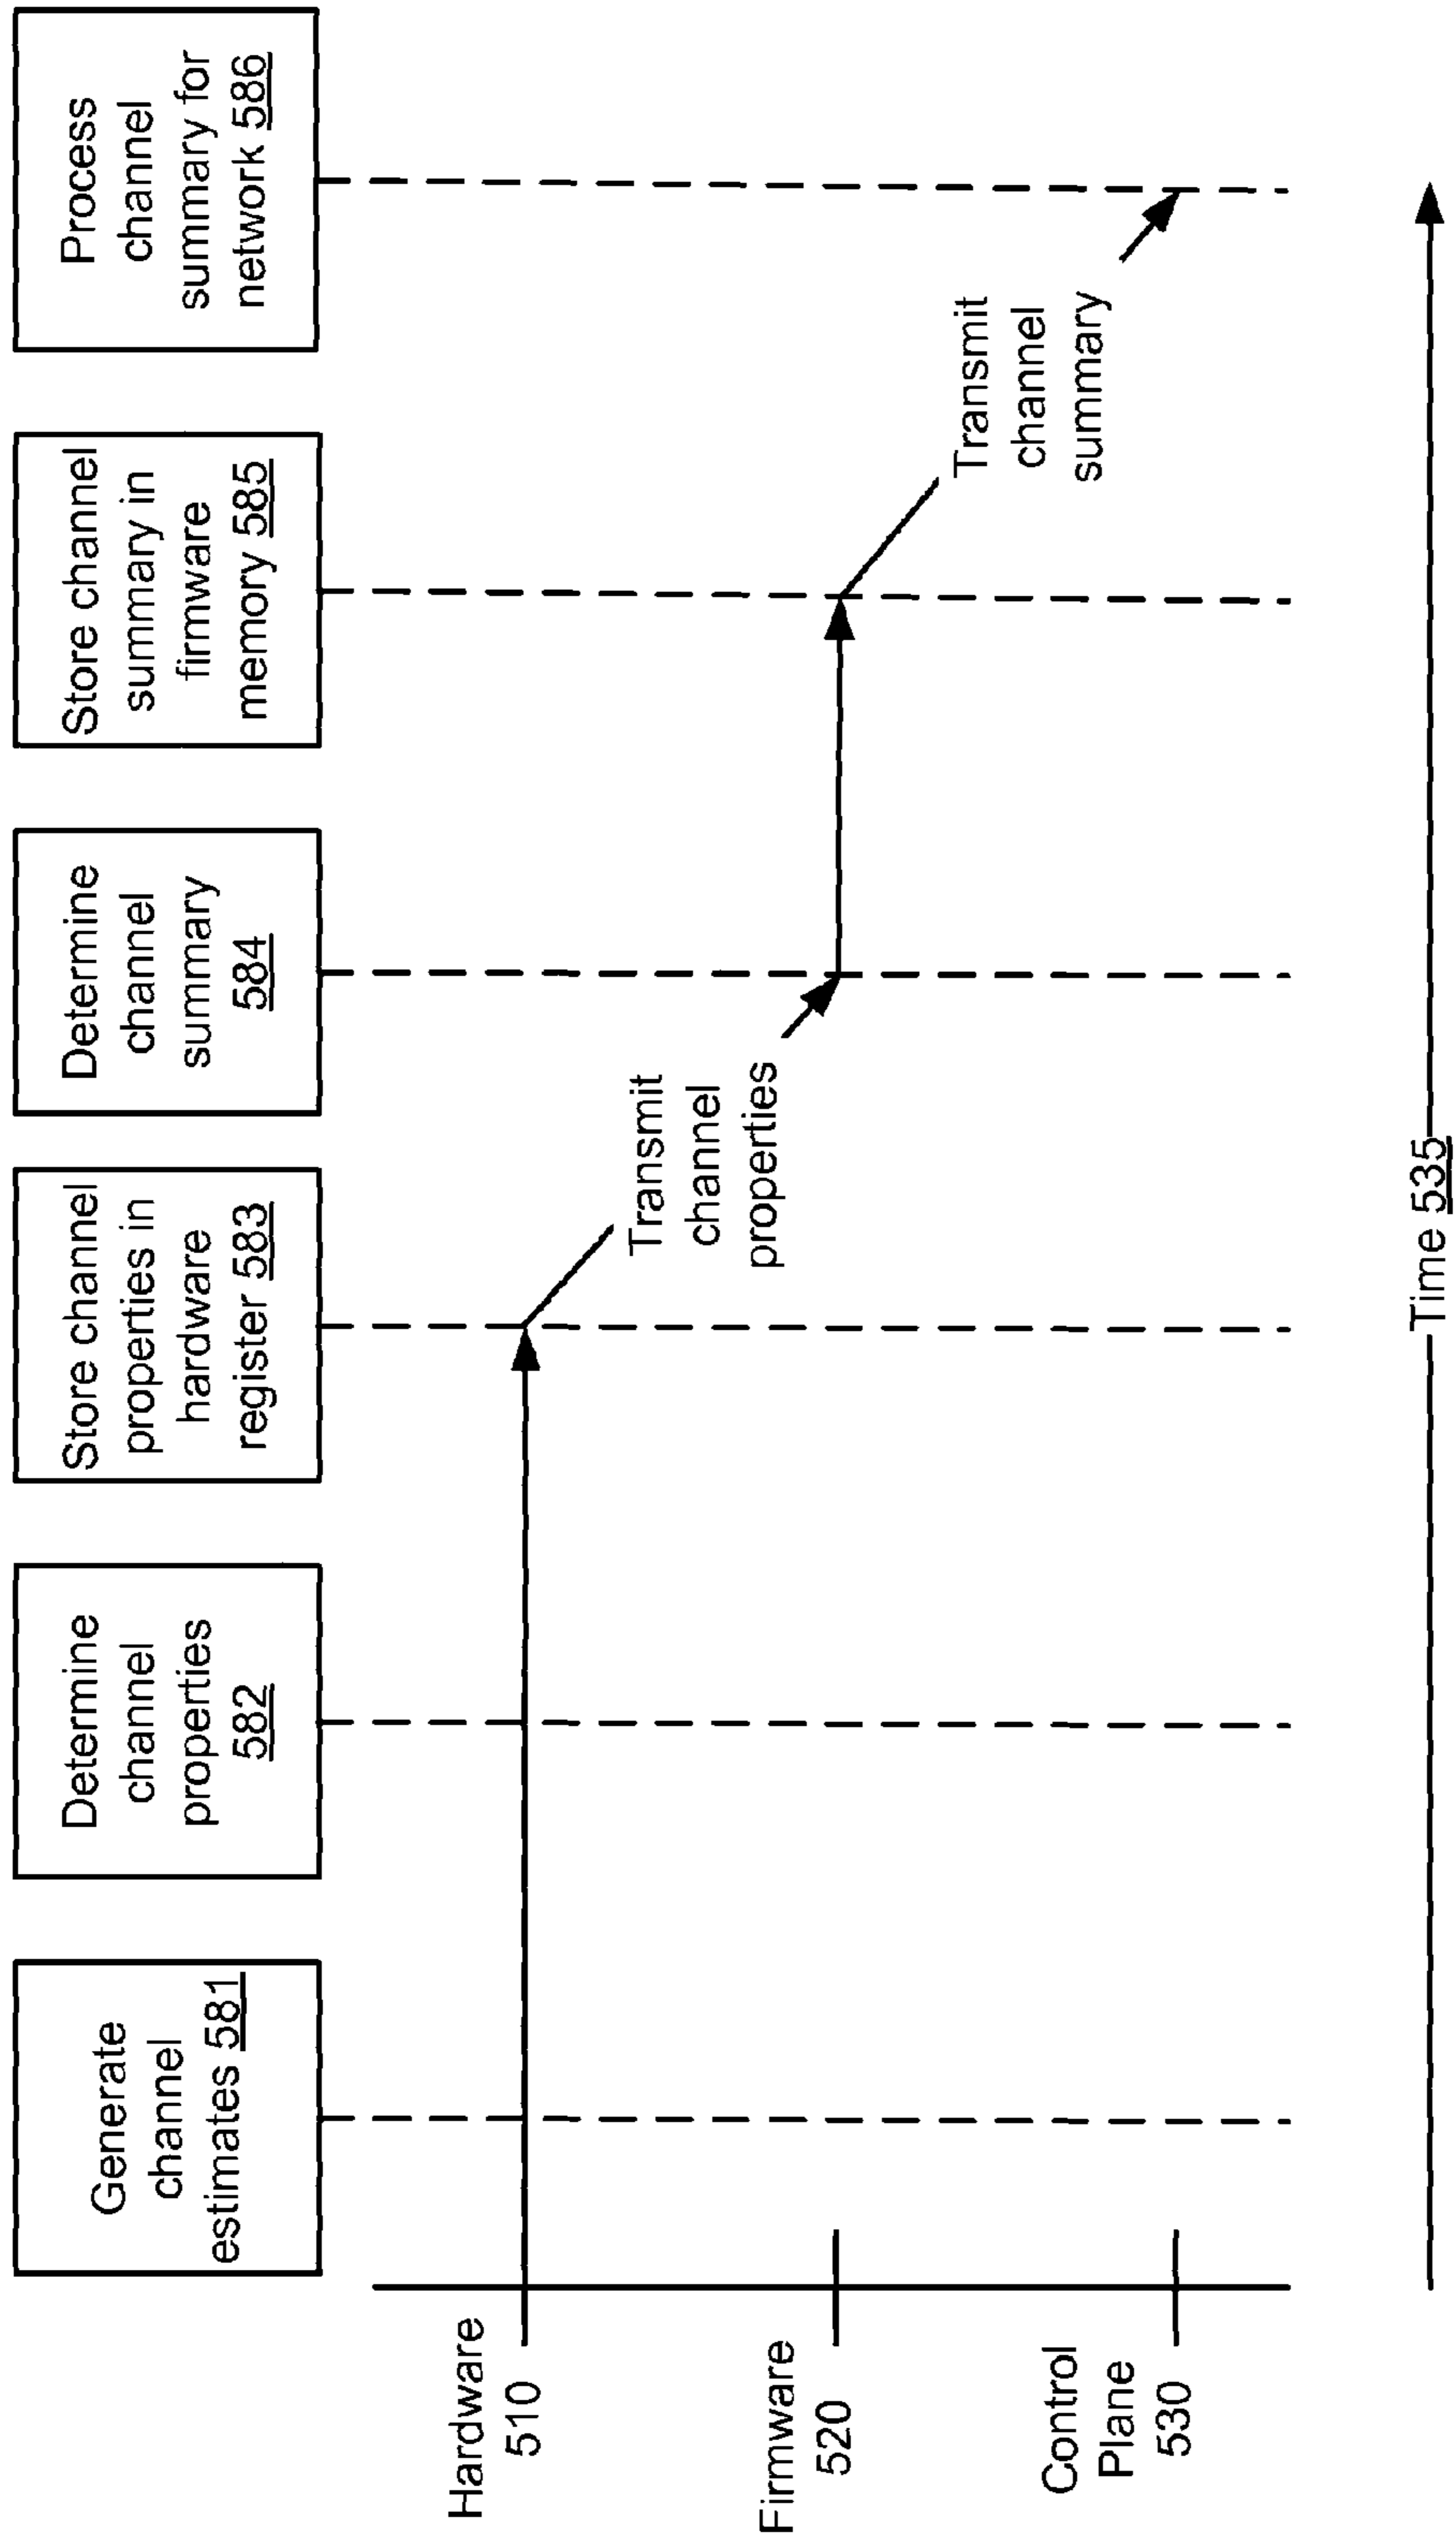 Generate
channel
estimates 581
Determine
channel
properties
582
Store channel
properties in
hardware
register 583
Determine
channel
summary
584
Store channel
summary in
firmware
memory 585
Process
channel
summary for
network 586
Hardware
510
Transmit
channel
properties
Firmware
520
Transmit
channel
summary
Control
Plane
530
Time 535